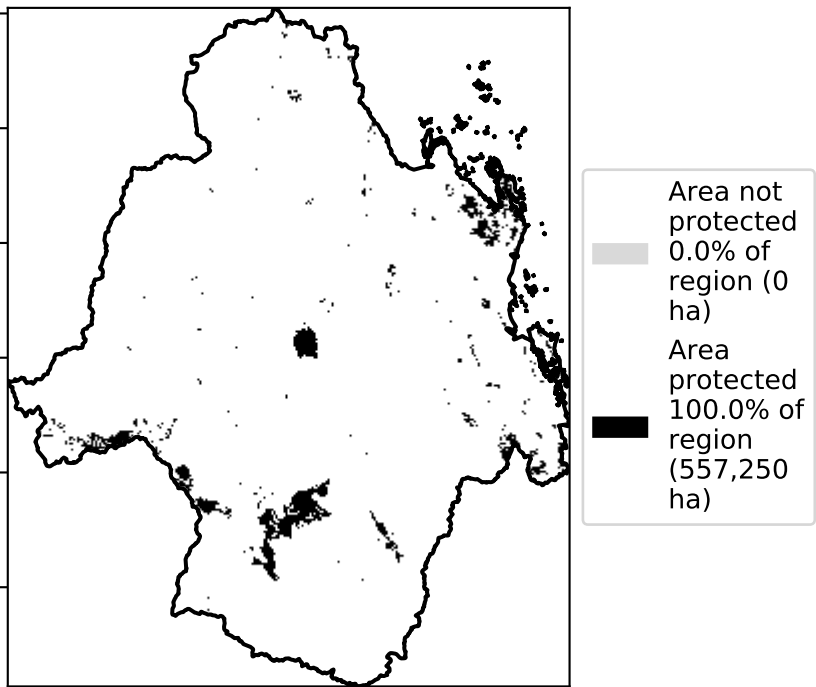 Area not
protected
0.0% of
region (0
ha)
Area
protected
100.0% of
region
(557,250
ha)